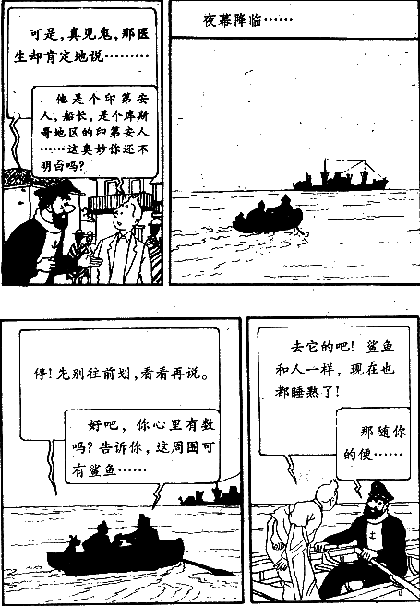 可是，真见鬼，那医
生却肯定地说………
他是个印第安
人，船长，是个库斯
哥地区的印第安人
……这奥妙你还不
明白吗？
夜幕降临……
停！先别往前划，看看再说。
好吧，你心里有数
吗？告诉你，这周围可
有鲨鱼……
去它的吧！鲨鱼
和人一样，现在也
都睡熟了！
那随你
的便……